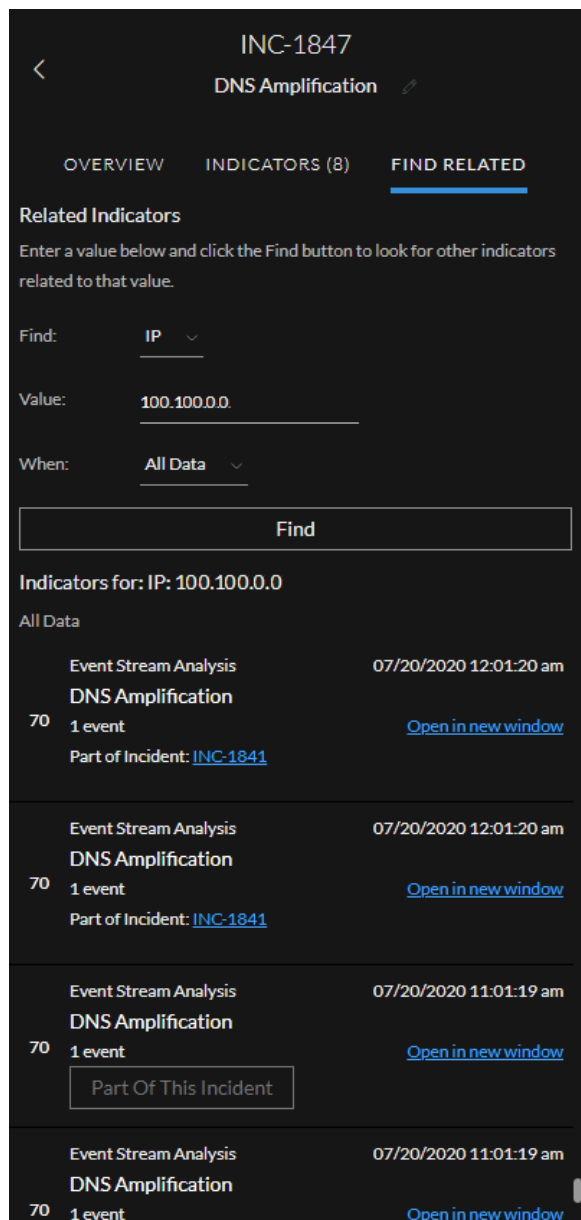 INC-1847
DNS Amplification
OVERVIEW INDICATORS (8) FIND RELATED
Related Indicators
Enter a value below and click the Find button to look for other indicators
related to that value.
Find: IP
Value: 100.100.0.0.
When: All Data
Find
Indicators for: IP: 100.100.0.0
All Data
Event Stream Analysis 07/20/2020 12:01:20 am
DNS Amplification
70 1 event Open in new window
Part of Incident: INC-1841
Event Stream Analysis 07/20/2020 12:01:20 am
DNS Amplification
70 1 event Open in new window
Part of Incident: INC-1841
Event Stream Analysis 07/20/2020 11:01:19 am
DNS Amplification
70 1 event Open in new window
Part Of This Incident
Event Stream Analysis 07/20/2020 11:01:19 am
DNS Amplification
70 1 event Open in new window